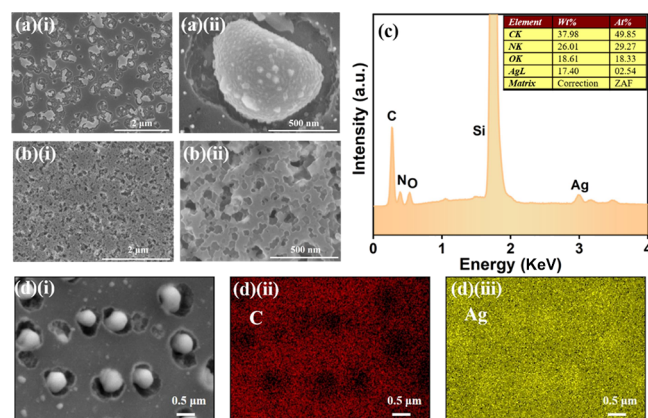 (a)(i)
2 μm
(a)(ii)
500 nm
(b)(i)
2 μm
(b)(ii)
500 nm
(c)
Element Wt% At%
CK 37.98 49.85
NK 26.01 29.27
OK 18.61 18.33
AgL 17.40 02.54
Matrix Correction ZAF
Intensity (a.u.)
C
N
O
Si
Ag
0 1 2 3 4
Energy (KeV)
(d)(i)
0.5 μm
(d)(ii)
C
0.5 μm
(d)(iii)
Ag
0.5 μm